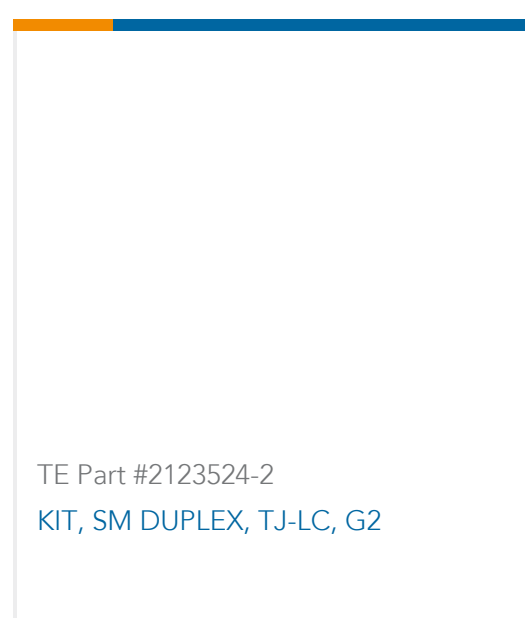 TE Part #2123524-2
KIT, SM DUPLEX, TJ-LC, G2